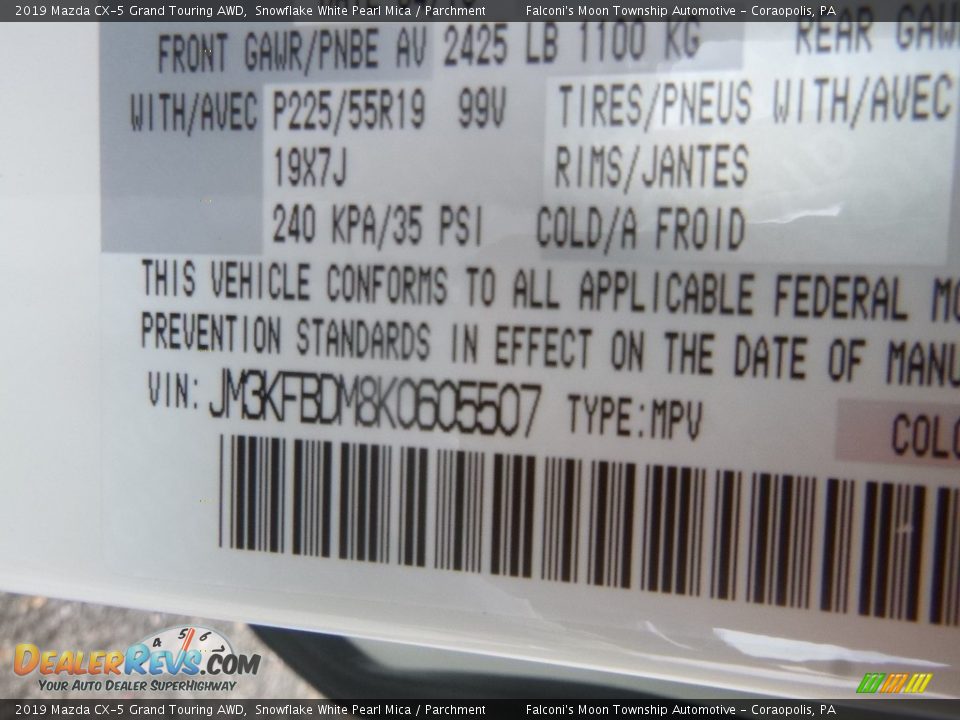 2019 Mazda CX-5 Grand Touring AWD,  Snowflake White Pearl Mica / Parchment     Falconi's Moon Township Automotive - Coraopolis, PA
FRONT GAWR/PNBE AV 2425 LB 1100 KG REAR
WITH/AVEC P225/55R19 99V TIRES/PNEUS WITH/AVEC
19X7J RIMS/JANTES
240 KPA/35 PSI COLD/A FROID
THIS VEHICLE CONFORMS TO ALL APPLICABLE FEDERAL
PREVENTION STANDARDS IN EFFECT ON THE DATE OF
VIN: JM3KFBDM8K0605507 TYPE:MPV
4 5 6
DEALERREVS.COM
YOUR AUTO DEALER SUPERHIGHWAY
2019 Mazda CX-5 Grand Touring AWD,  Snowflake White Pearl Mica / Parchment     Falconi's Moon Township Automotive - Coraopolis, PA